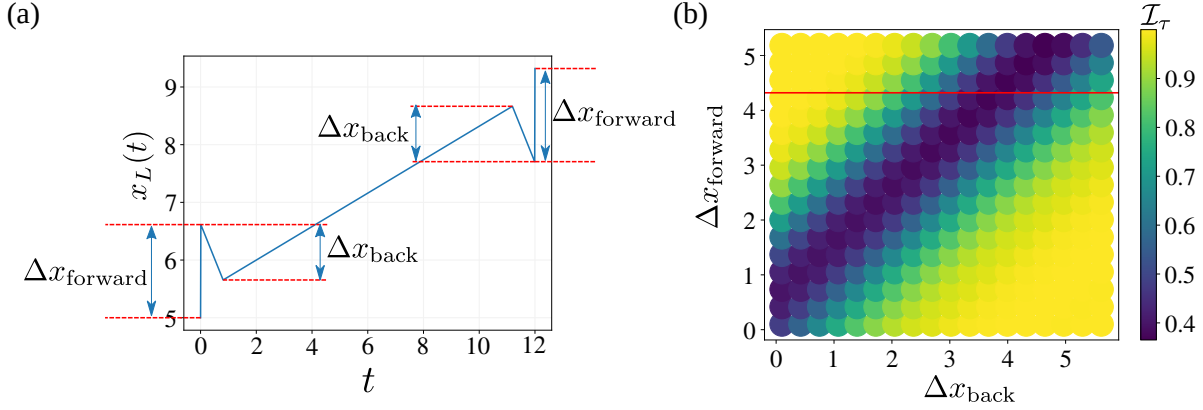 (a)
9
8
7
6
5
x_L(t)
0 2 4 6 8 10 12
t
Δx_forward
Δx_back
Δx_back
Δx_forward
(b)
5
4
3
2
1
0
Δx_forward
0 1 2 3 4 5
Δx_back
𝓘_τ
0.9
0.8
0.7
0.6
0.5
0.4